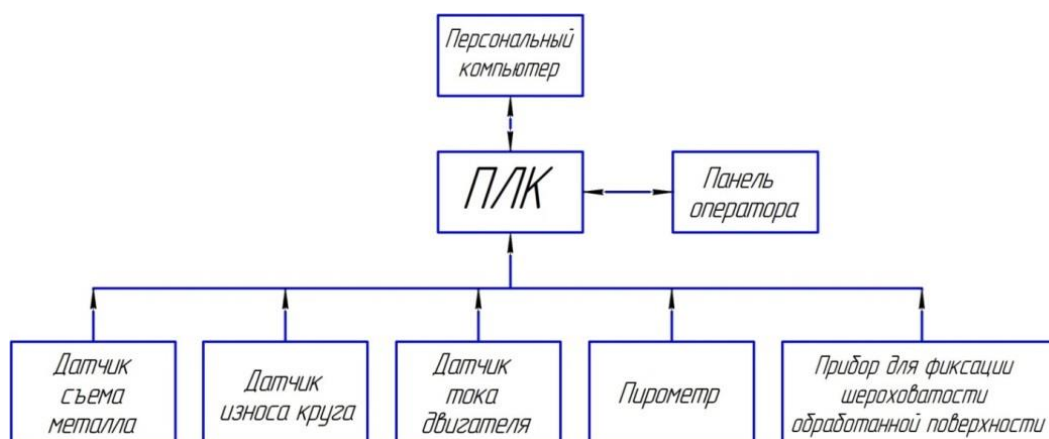 Персональный
компьютер
ПЛК
Панель
оператора
Датчик
съема
металла
Датчик
износа круга
Датчик
тока
двигателя
Пирометр
Прибор для фиксации
шероховатости
обработанной поверхности